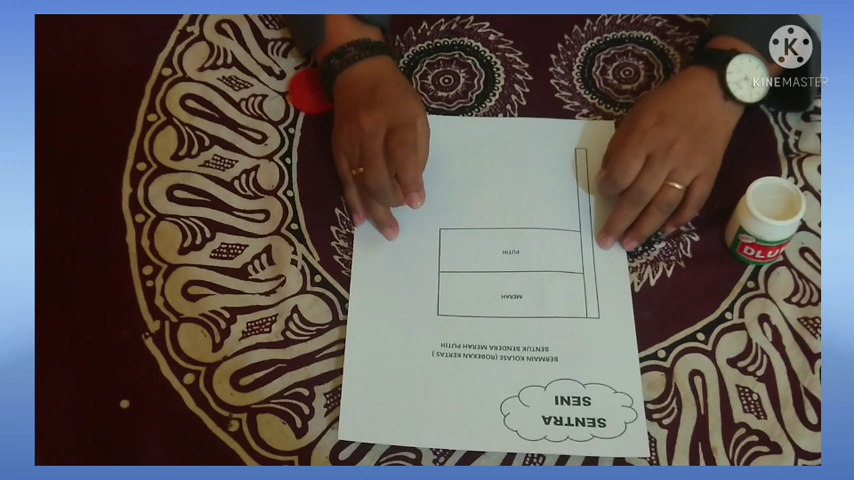 SENTRA
SENI
BERMAIN KOLASE (ROBEKAN KERTAS )
BENTUK BENDERA MERAH PUTIH
MERAH
PUTIH
KINEMASTER
K